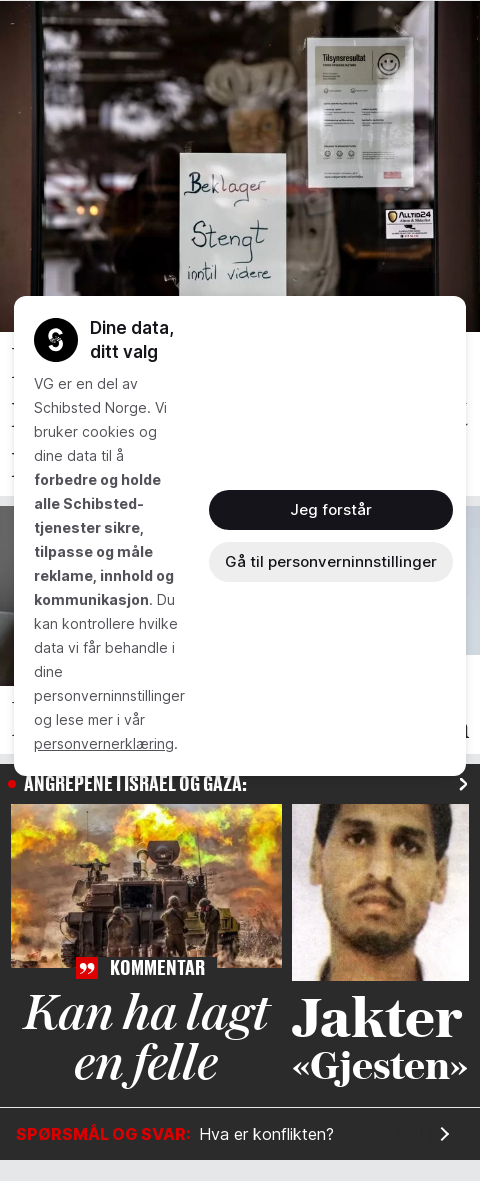 Tilsynsresultat
Beklager
Stengt
inntil videre
ALLTID24
Dine data,
ditt valg
VG er en del av
Schibsted Norge. Vi
bruker cookies og
dine data til å
forbedre og holde
alle Schibsted-
tjenester sikre,
tilpasse og måle
reklame, innhold og
kommunikasjon. Du
kan kontrollere hvilke
data vi får behandle i
dine
personverninnstillinger
og lese mer i vår
personvernerklæring.
Jeg forstår
Gå til personverninnstillinger
ANGREPENE I ISRAEL OG GAZA:
KOMMENTAR
Kan ha lagt
en felle
Jakter
«Gjesten»
SPØRSMÅL OG SVAR: Hva er konflikten?